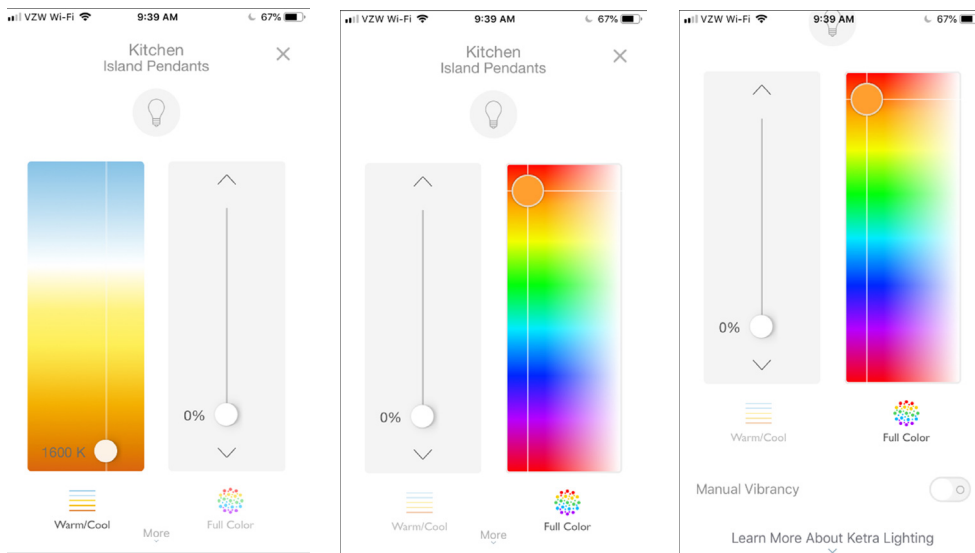 VZW Wi-Fi 9:39 AM 67%
Kitchen
Island Pendants
0%
1600 K
Warm/Cool
Full Color
More
VZW Wi-Fi 9:39 AM 67%
Kitchen
Island Pendants
0%
Warm/Cool
Full Color
More
VZW Wi-Fi 9:39 AM 67%
0%
Warm/Cool
Full Color
Manual Vibrancy
Learn More About Ketra Lighting